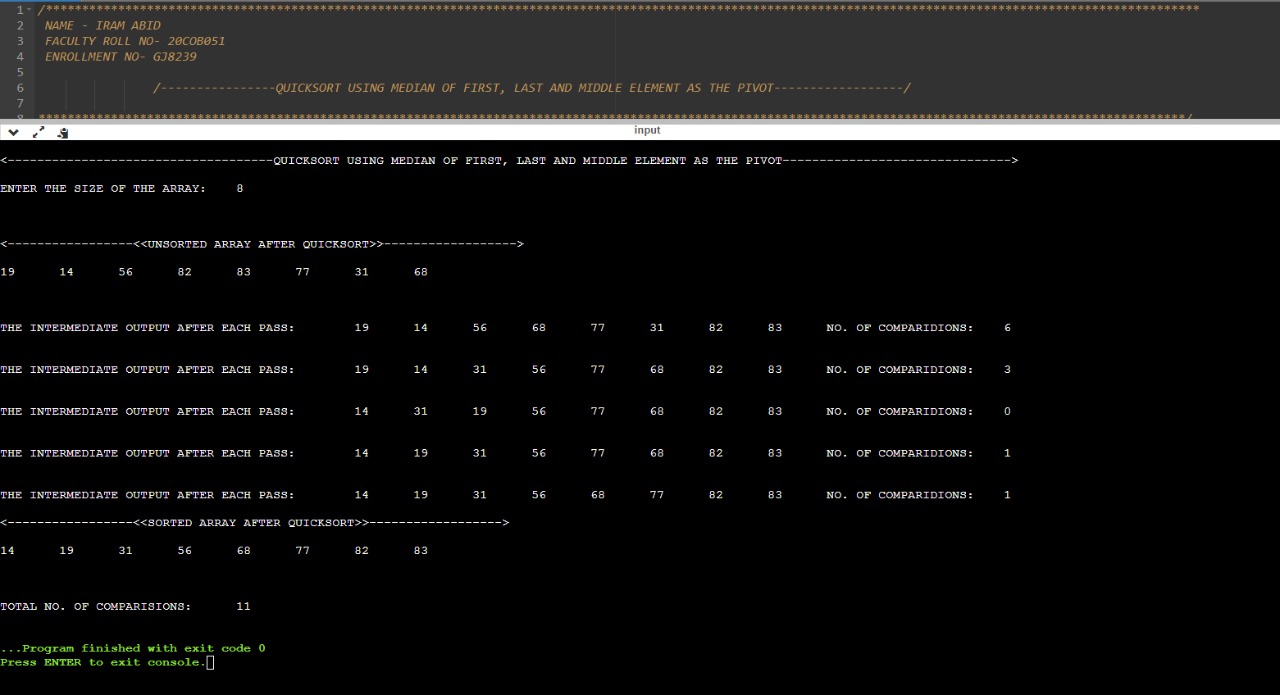 1 /****************************************************************************************************************************************************************
2 NAME - IRAM ABID
3 FACULTY ROLL NO- 20COB051
4 ENROLLMENT NO- GJ8239
5
6 /----------------QUICKSORT USING MEDIAN OF FIRST, LAST AND MIDDLE ELEMENT AS THE PIVOT------------------/
7
8 ****************************************************************************************************************************************************************/
input
<------------------------------------QUICKSORT USING MEDIAN OF FIRST, LAST AND MIDDLE ELEMENT AS THE PIVOT------------------------------->
ENTER THE SIZE OF THE ARRAY: 8
<-----------------<<UNSORTED ARRAY AFTER QUICKSORT>>------------------>
19 14 56 82 83 77 31 68
THE INTERMEDIATE OUTPUT AFTER EACH PASS: 19 14 56 68 77 31 82 83 NO. OF COMPARIDIONS: 6
THE INTERMEDIATE OUTPUT AFTER EACH PASS: 19 14 31 56 77 68 82 83 NO. OF COMPARIDIONS: 3
THE INTERMEDIATE OUTPUT AFTER EACH PASS: 14 31 19 56 77 68 82 83 NO. OF COMPARIDIONS: 0
THE INTERMEDIATE OUTPUT AFTER EACH PASS: 14 19 31 56 77 68 82 83 NO. OF COMPARIDIONS: 1
THE INTERMEDIATE OUTPUT AFTER EACH PASS: 14 19 31 56 68 77 82 83 NO. OF COMPARIDIONS: 1
<-----------------<<SORTED ARRAY AFTER QUICKSORT>>------------------>
14 19 31 56 68 77 82 83
TOTAL NO. OF COMPARISIONS: 11
...Program finished with exit code 0
Press ENTER to exit console.